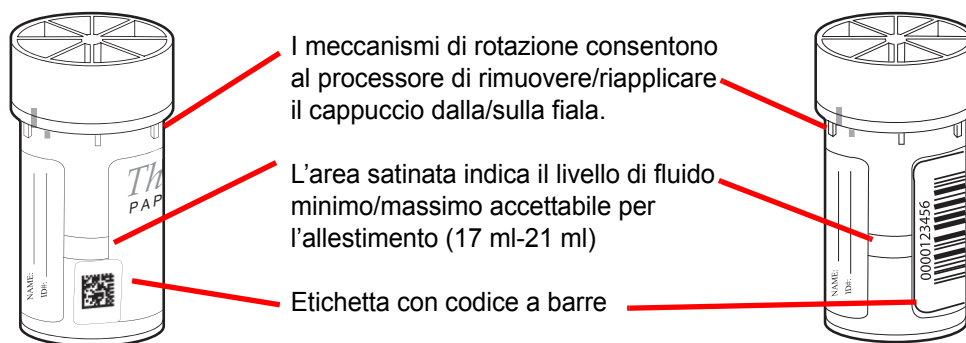 I meccanismi di rotazione consentono
al processore di rimuovere/riapplicare
il cappuccio dalla/sulla fiala.
L'area satinata indica il livello di fluido
minimo/massimo accettabile per
l'allestimento (17 ml-21 ml)
Etichetta con codice a barre
Th
PAP
NAME:
ID#:
NAME:
ID#:
0000123456